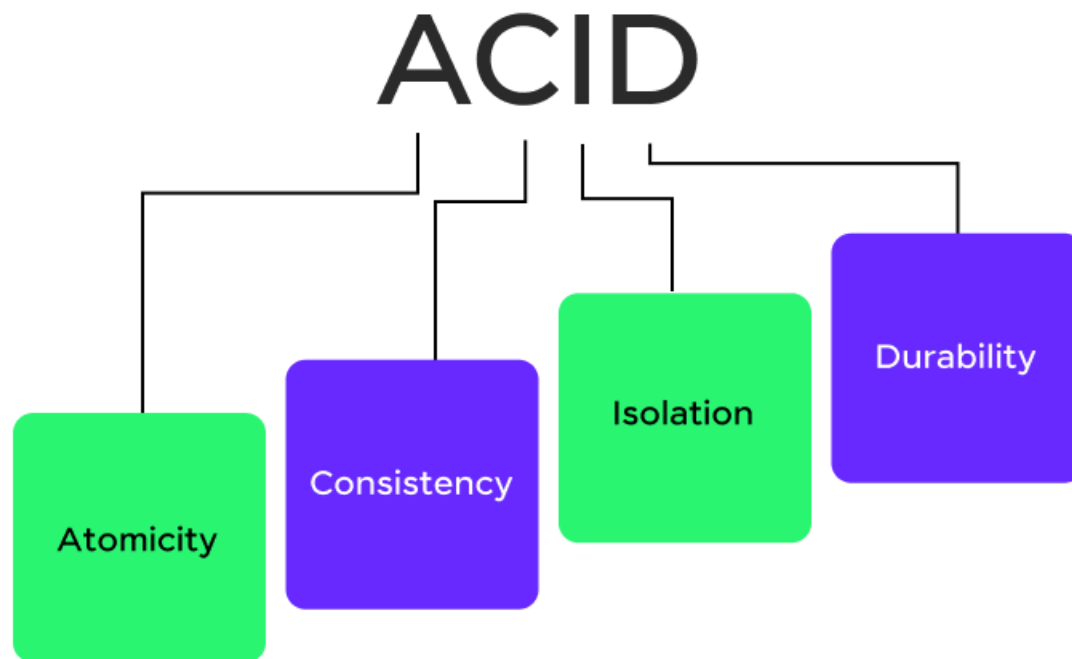 ACID
Atomicity
Consistency
Isolation
Durability